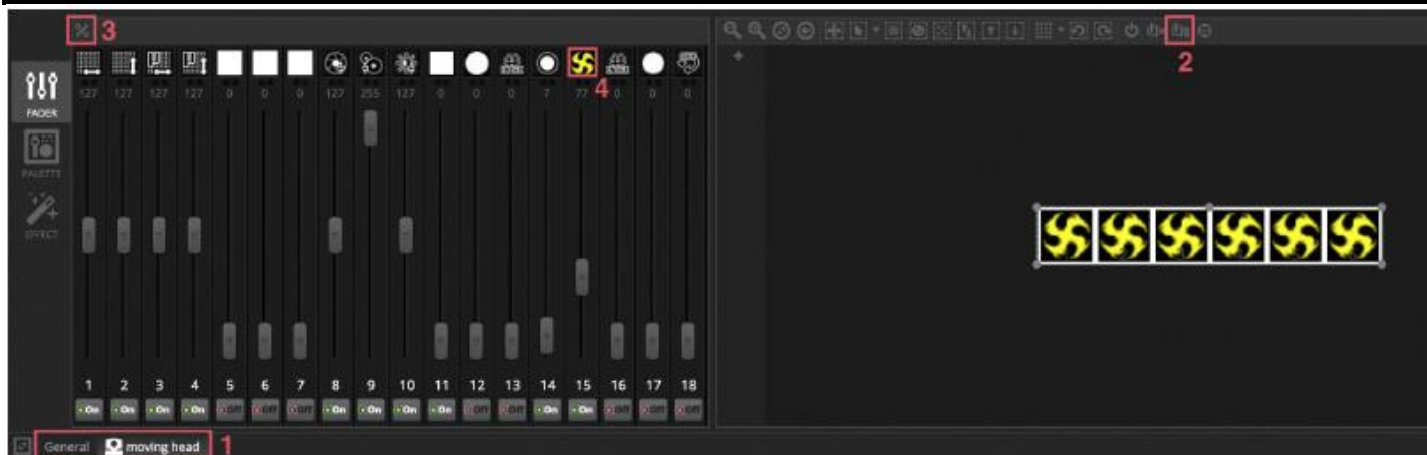 3
2
4
127 127 127 127 0 0 0 127 255 127 0 0 0 7 77 0 0 0
FADER
PALETTE
EFFECT
1 2 3 4 5 6 7 8 9 10 11 12 13 14 15 16 17 18
On On On On Off Off Off On On On On Off Off On On Off Off Off
General moving head 1